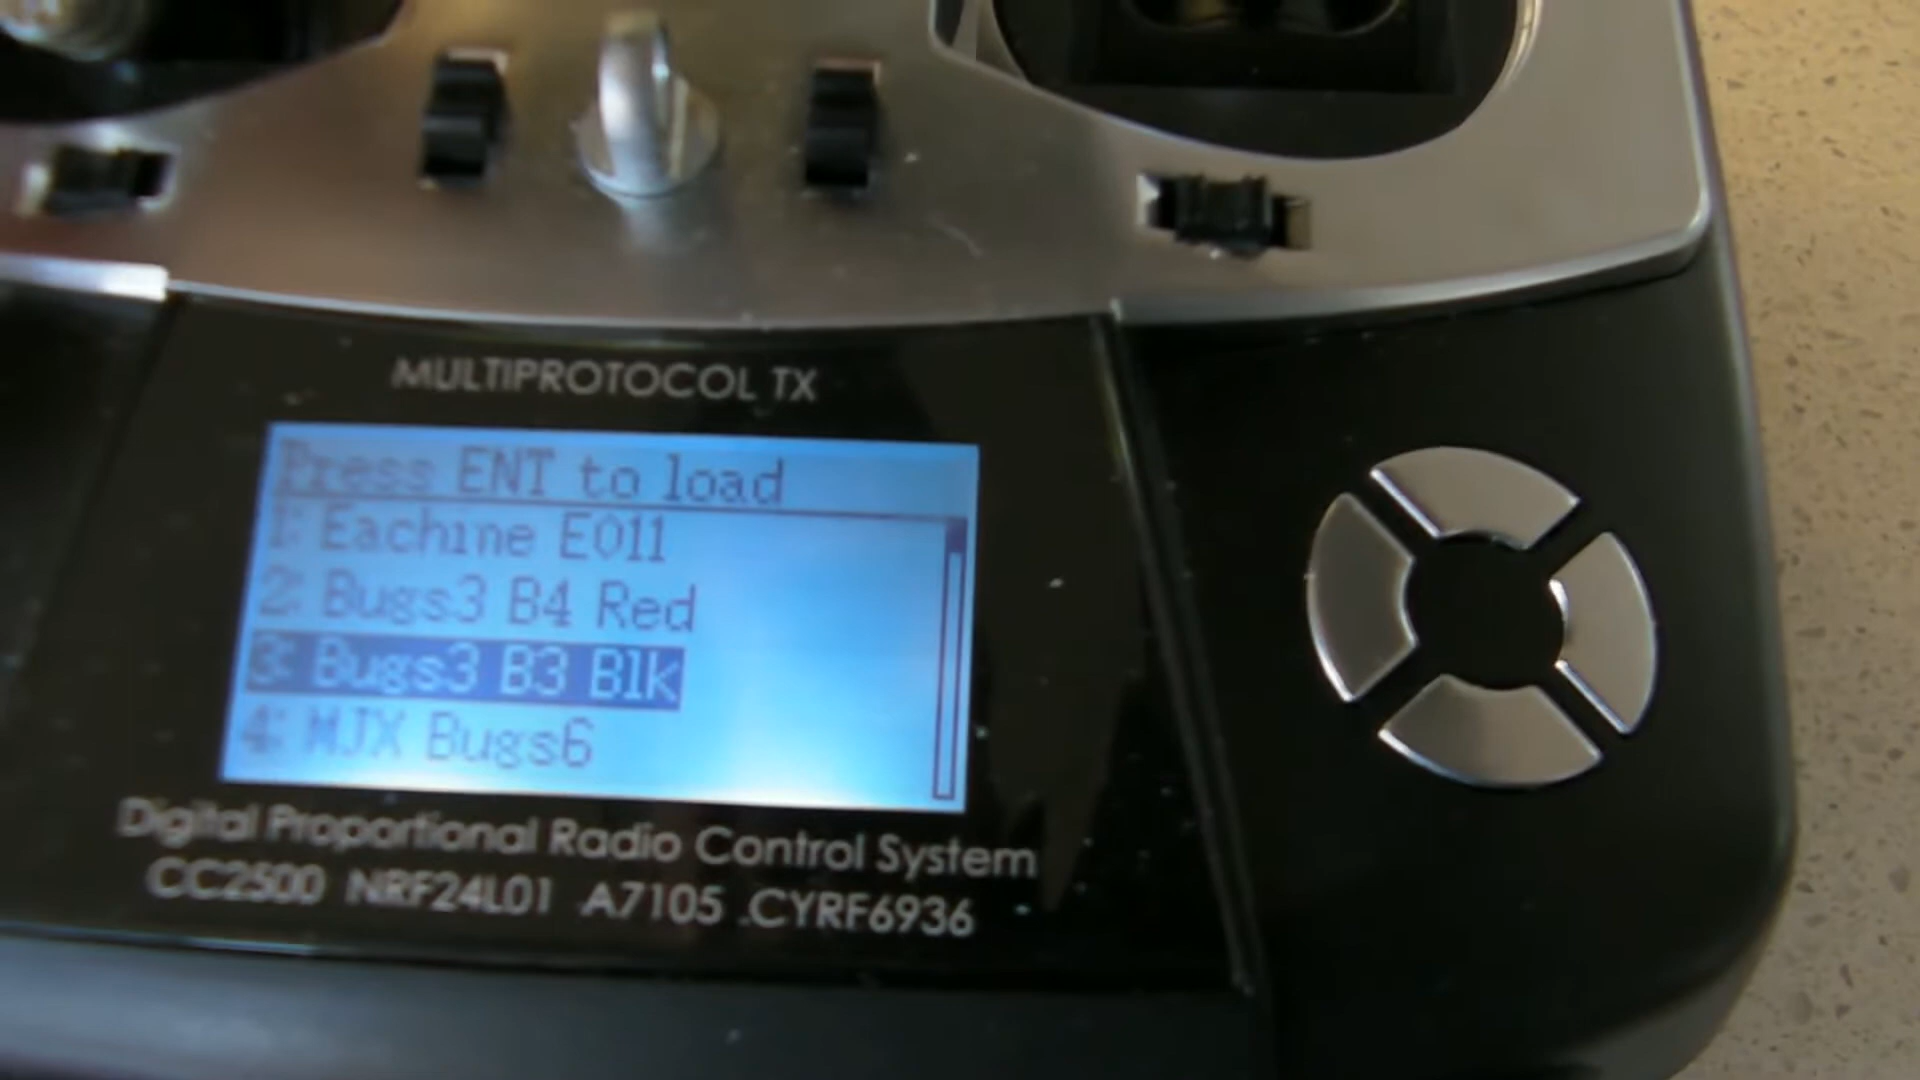 MULTIPROTOCOL TX
Press ENT to load
1: Eachine E011
2: Bugs3 B4 Red
3: Bugs3 B3 Blk
4: MJX Bugs6
Digital Proportional Radio Control System
CC2500 NRF24L01 A7105 CYRF6936